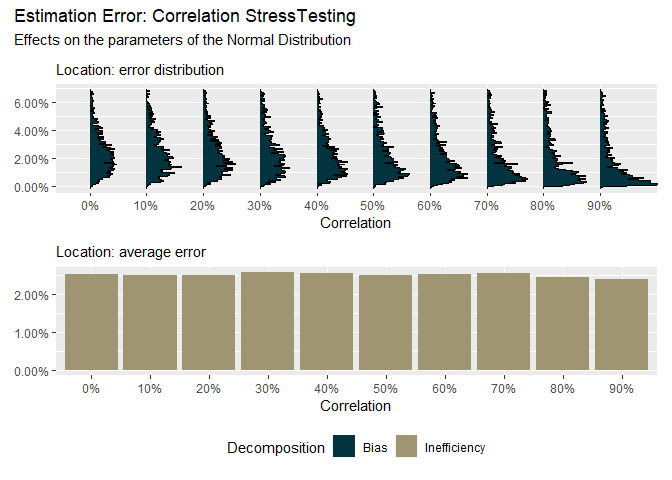 Estimation Error: Correlation StressTesting
Effects on the parameters of the Normal Distribution
Location: error distribution
6.00%
4.00%
2.00%
0.00%
0% 10% 20% 30% 40% 50% 60% 70% 80% 90%
Correlation
Location: average error
2.00%
1.00%
0.00%
0% 10% 20% 30% 40% 50% 60% 70% 80% 90%
Correlation
Decomposition Bias Inefficiency